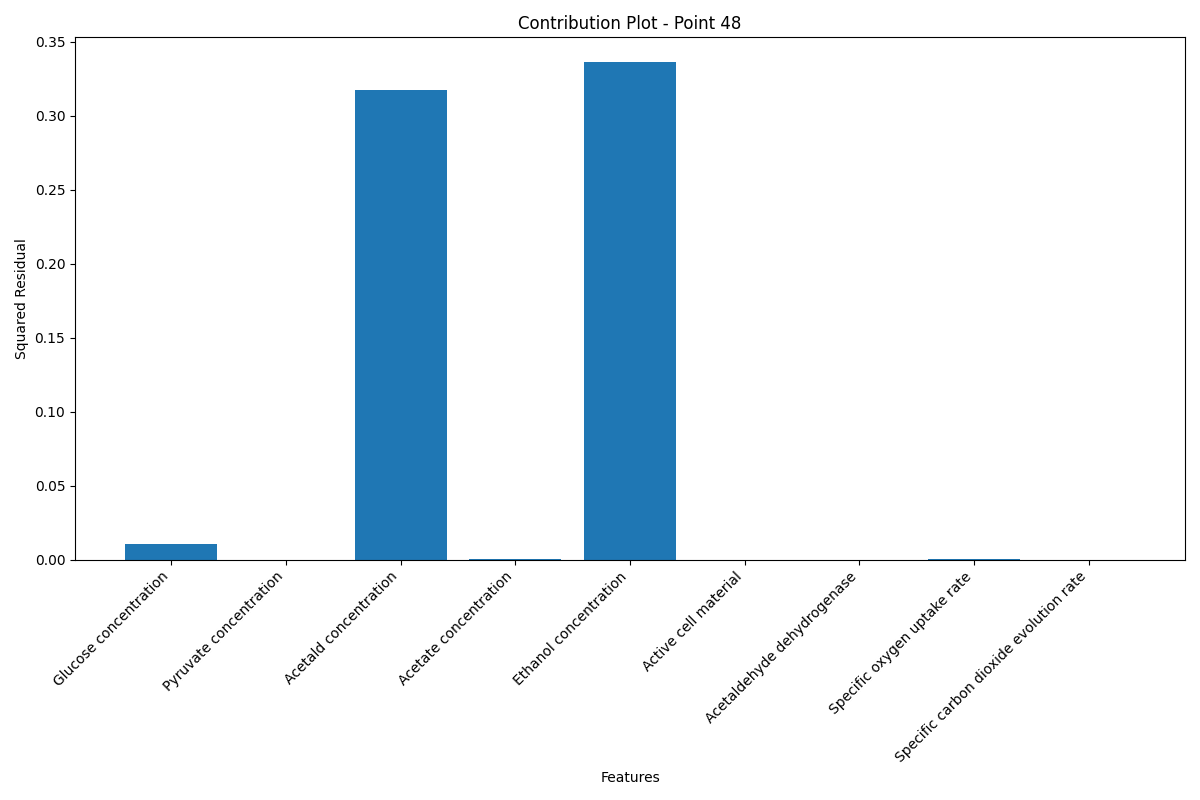 Contribution Plot - Point 48
Squared Residual
0.35
0.30
0.25
0.20
0.15
0.10
0.05
0.00
Glucose concentration
Pyruvate concentration
Acetald concentration
Acetate concentration
Ethanol concentration
Active cell material
Acetaldehyde dehydrogenase
Specific oxygen uptake rate
Specific carbon dioxide evolution rate
Features